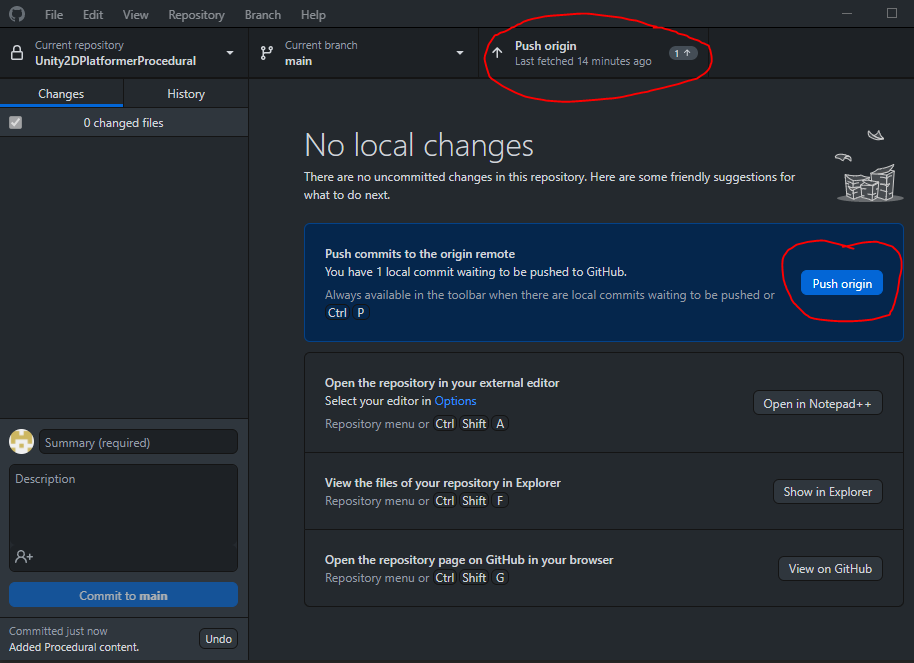 File Edit View Repository Branch Help
Current repository
Unity2DPlatformerProcedural
Current branch
main
Push origin
Last fetched 14 minutes ago
1
Changes History
0 changed files
No local changes
There are no uncommitted changes in this repository. Here are some friendly suggestions for
what to do next.
Push commits to the origin remote
You have 1 local commit waiting to be pushed to GitHub.
Always available in the toolbar when there are local commits waiting to be pushed or
Ctrl P
Push origin
Open the repository in your external editor
Select your editor in Options
Repository menu or Ctrl Shift A
Open in Notepad++
View the files of your repository in Explorer
Repository menu or Ctrl Shift F
Show in Explorer
Open the repository page on GitHub in your browser
Repository menu or Ctrl Shift G
View on GitHub
Summary (required)
Description
Commit to main
Committed just now
Added Procedural content.
Undo